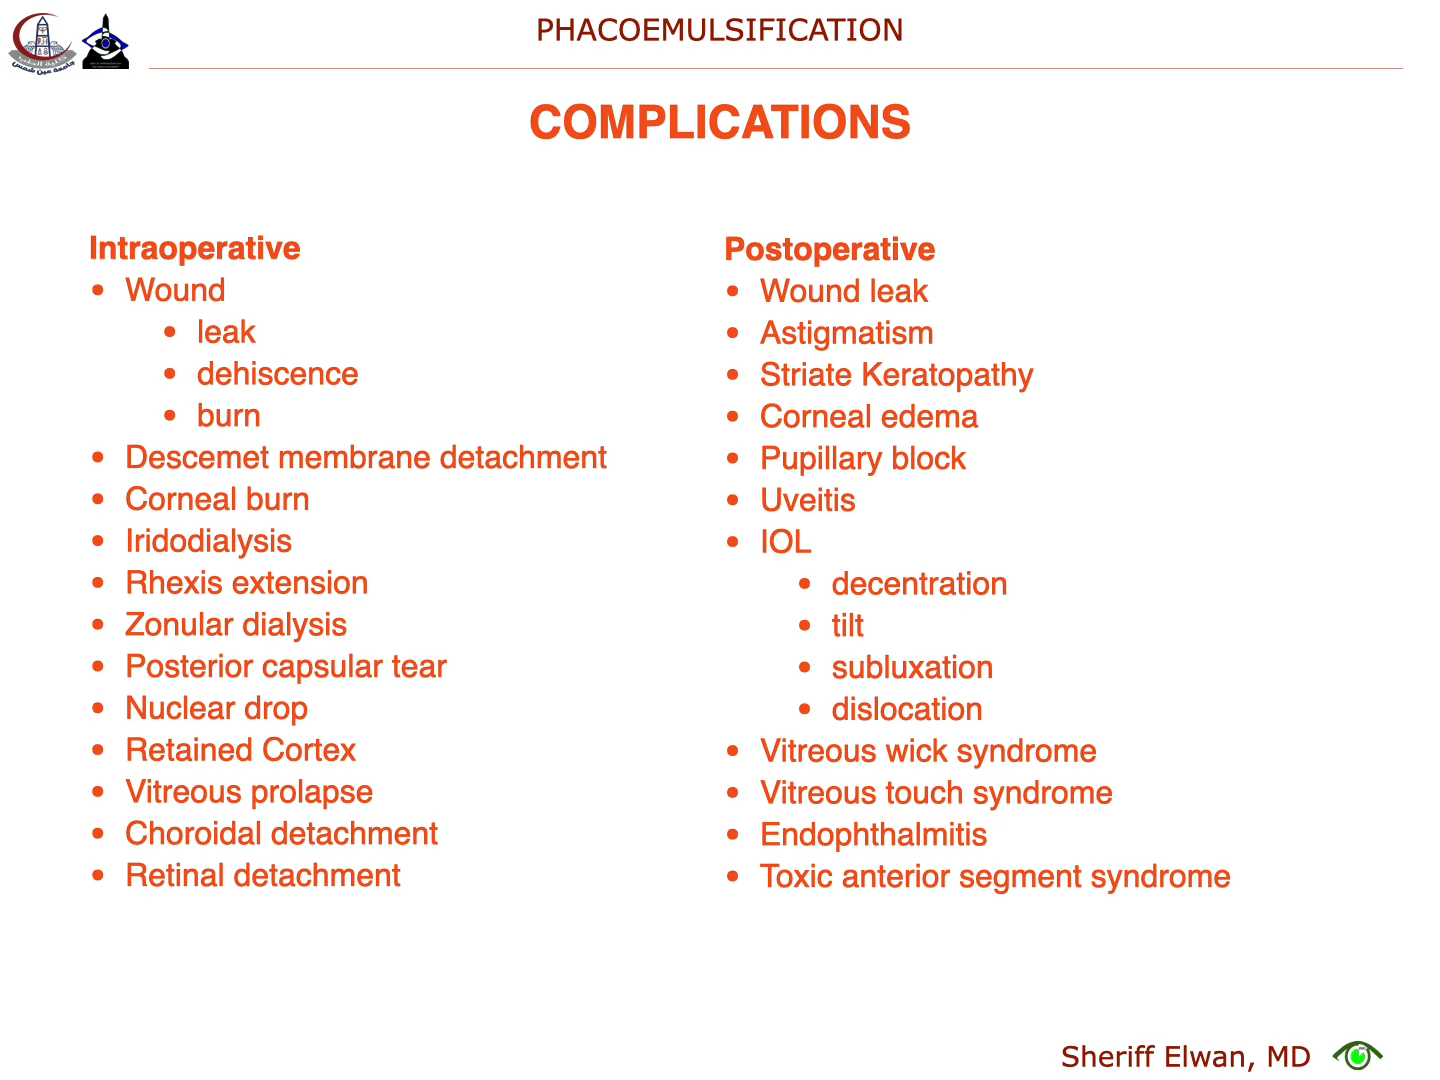 PHACOEMULSIFICATION
COMPLICATIONS
Intraoperative
• Wound
• leak
• dehiscence
• burn
• Descemet membrane detachment
• Corneal burn
• Iridodialysis
• Rhexis extension
• Zonular dialysis
• Posterior capsular tear
• Nuclear drop
• Retained Cortex
• Vitreous prolapse
• Choroidal detachment
• Retinal detachment
Postoperative
• Wound leak
• Astigmatism
• Striate Keratopathy
• Corneal edema
• Pupillary block
• Uveitis
• IOL
• decentration
• tilt
• subluxation
• dislocation
• Vitreous wick syndrome
• Vitreous touch syndrome
• Endophthalmitis
• Toxic anterior segment syndrome
Sheriff Elwan, MD